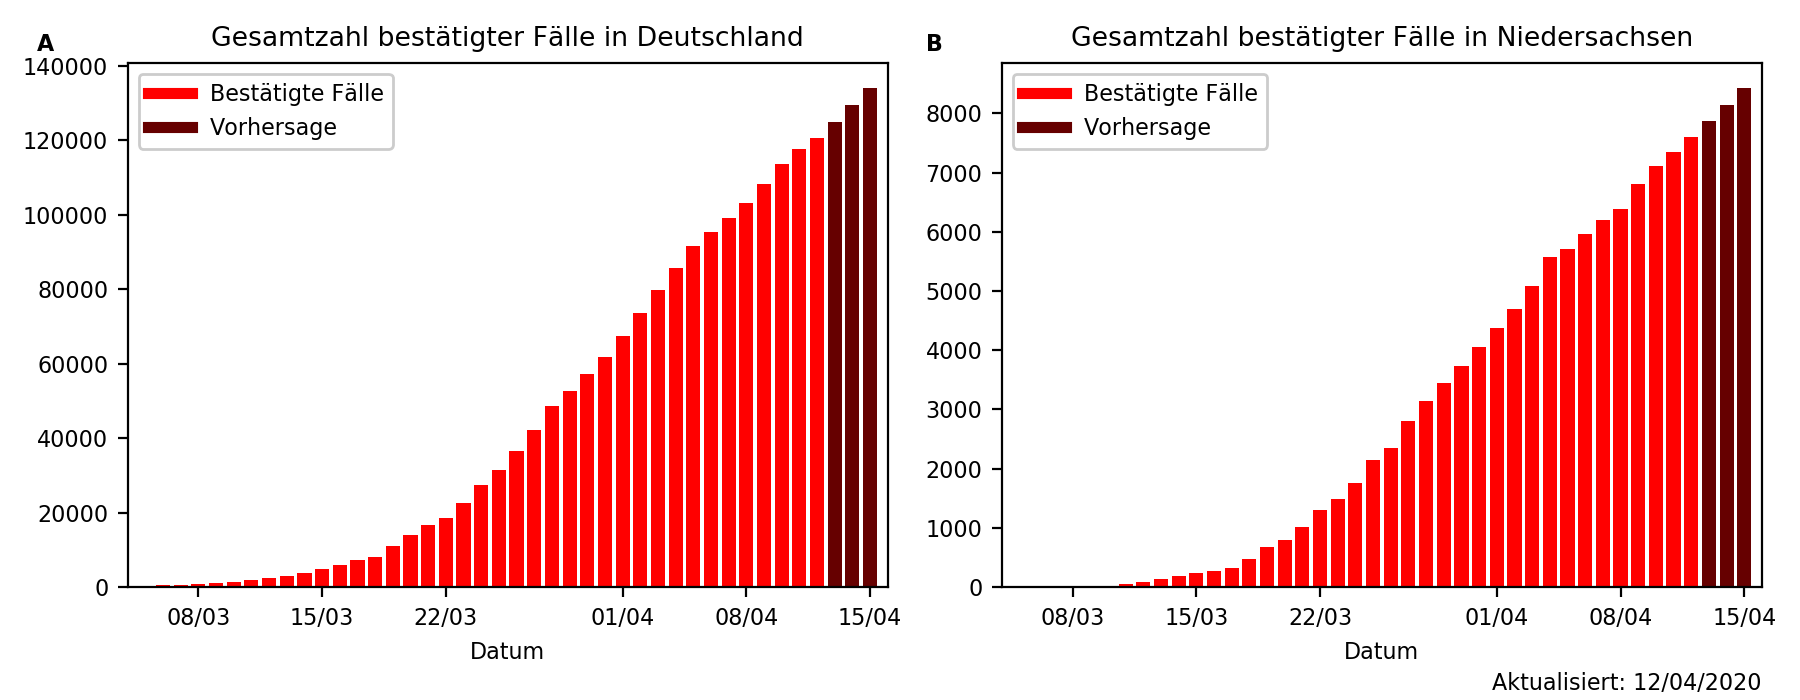 A
Gesamtzahl bestätigter Fälle in Deutschland
140000
120000
100000
80000
60000
40000
20000
0
Bestätigte Fälle
Vorhersage
08/03 15/03 22/03 01/04 08/04 15/04
Datum
B
Gesamtzahl bestätigter Fälle in Niedersachsen
8000
7000
6000
5000
4000
3000
2000
1000
0
Bestätigte Fälle
Vorhersage
08/03 15/03 22/03 01/04 08/04 15/04
Datum
Aktualisiert: 12/04/2020